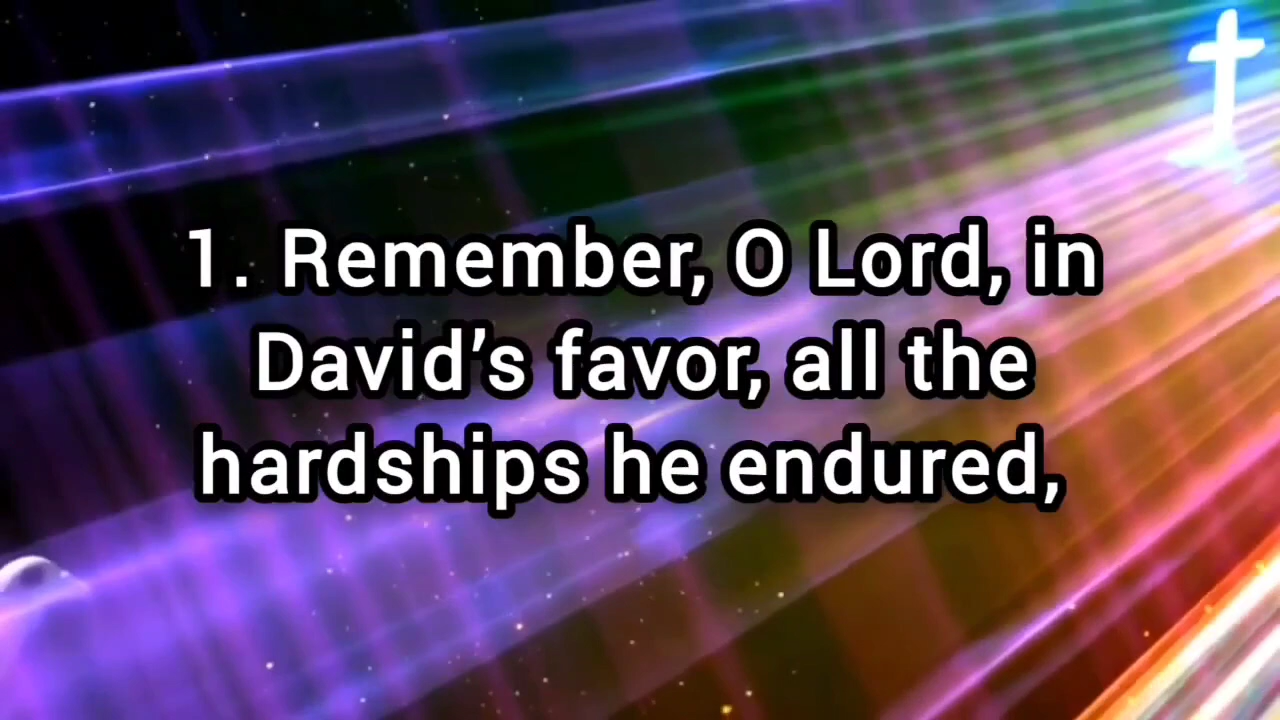 1. Remember, O Lord, in
David’s favor, all the
hardships he endured,